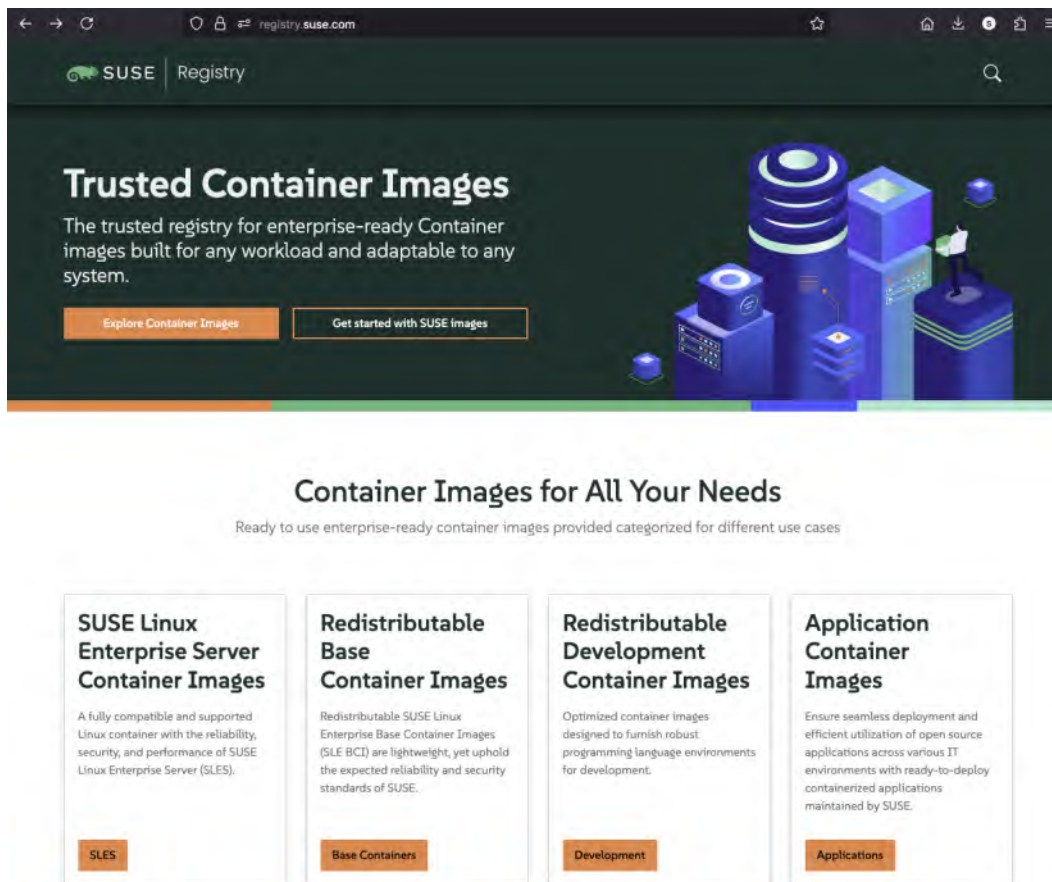 registry.suse.com
SUSE | Registry
Trusted Container Images
The trusted registry for enterprise-ready Container
images built for any workload and adaptable to any
system.
Explore Container Images
Get started with SUSE images
Container Images for All Your Needs
Ready to use enterprise-ready container images provided categorized for different use cases
SUSE Linux
Enterprise Server
Container Images
A fully compatible and supported
Linux container with the reliability,
security, and performance of SUSE
Linux Enterprise Server (SLES).
SLES
Redistributable
Base
Container Images
Redistributable SUSE Linux
Enterprise Base Container Images
(SLE BCI) are lightweight, yet uphold
the expected reliability and security
standards of SUSE.
Base Containers
Redistributable
Development
Container Images
Optimized container images
designed to furnish robust
programming language environments
for development.
Development
Application
Container
Images
Ensure seamless deployment and
efficient utilization of open source
applications across various IT
environments with ready-to-deploy
containerized applications
maintained by SUSE.
Applications